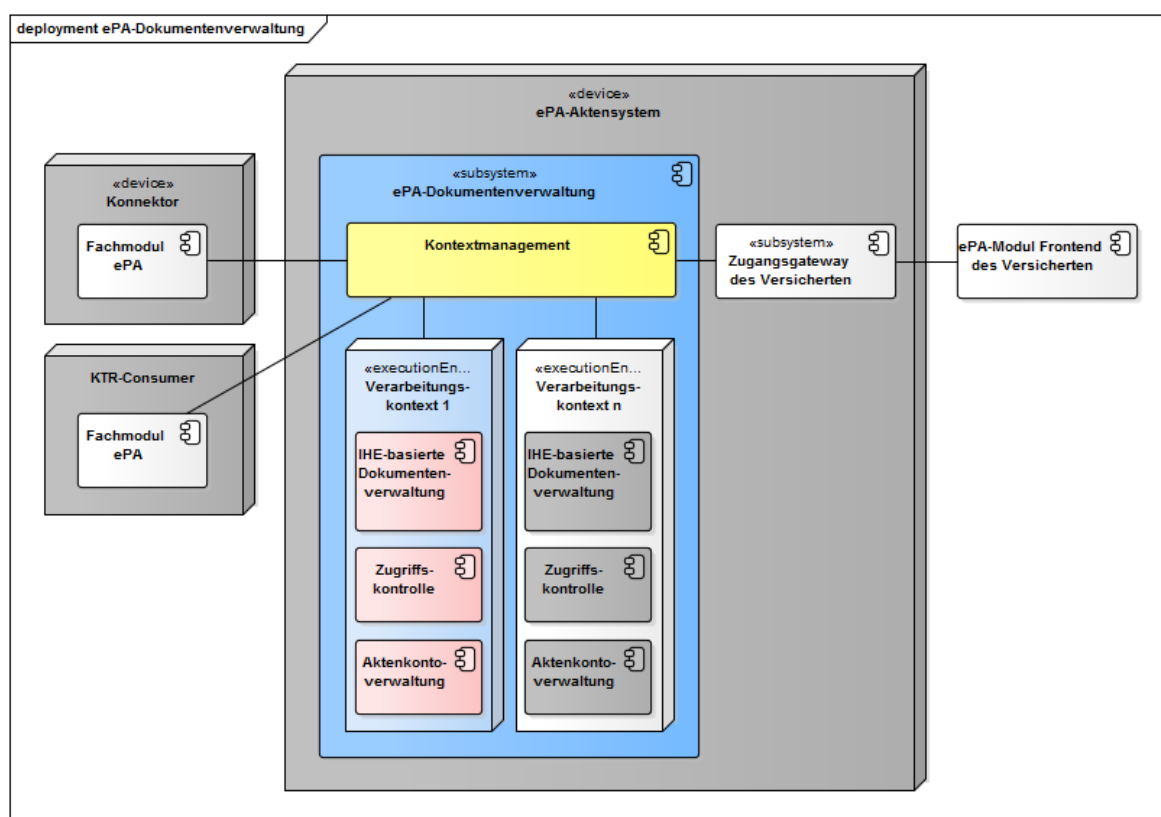 deployment ePA-Dokumentenverwaltung
«device»
ePA-Aktensystem
«device»
Konnektor
Fachmodul
ePA
«subsystem»
ePA-Dokumentenverwaltung
Kontextmanagement
«subsystem»
Zugangsgateway
des Versicherten
ePA-Modul Frontend
des Versicherten
KTR-Consumer
Fachmodul
ePA
«executionEn...
Verarbeitungs-
kontext 1
IHE-basierte
Dokumenten-
verwaltung
Zugriffs-
kontrolle
Aktenkonto-
verwaltung
«executionEn...
Verarbeitungs-
kontext n
IHE-basierte
Dokumenten-
verwaltung
Zugriffs-
kontrolle
Aktenkonto-
verwaltung